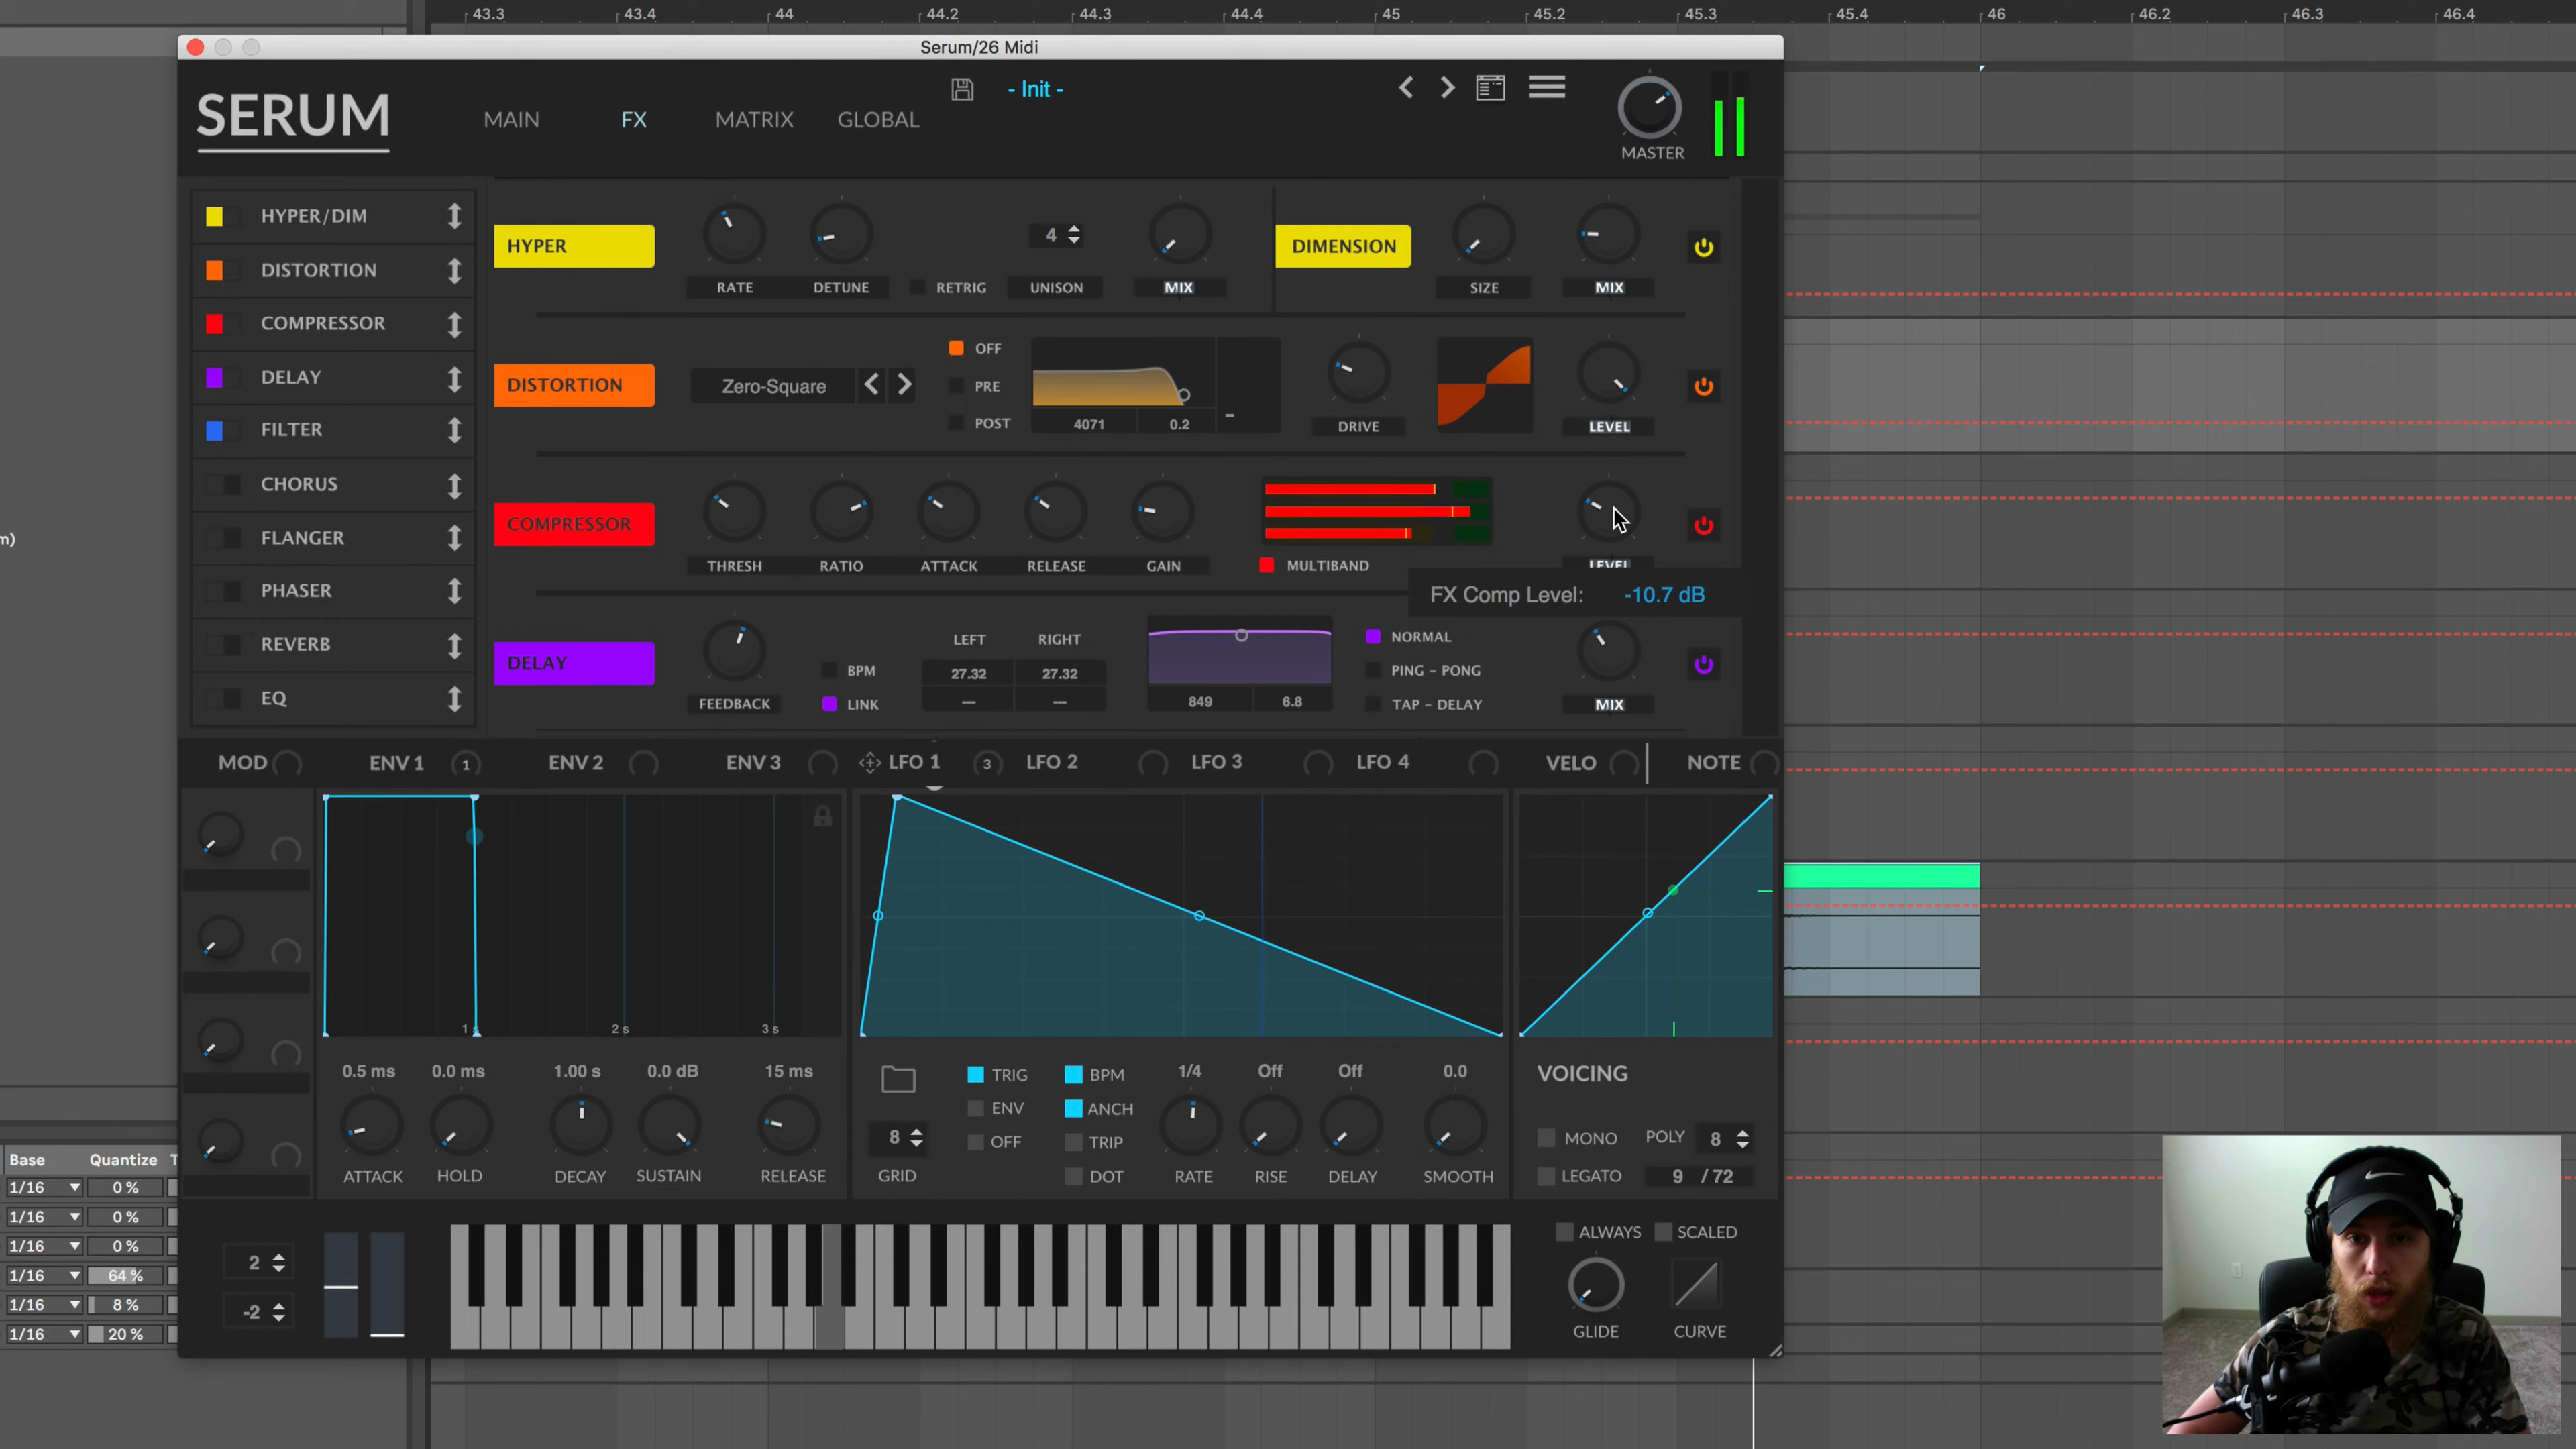 43.3 43.4 44 44.2 44.3 44.4 45 45.2 45.3 45.4 46 46.2 46.3 46.4
Serum/26 Midi
SERUM
MAIN FX MATRIX GLOBAL
- Init -
MASTER
HYPER/DIM
DISTORTION
COMPRESSOR
DELAY
FILTER
CHORUS
FLANGER
PHASER
REVERB
EQ
HYPER
RATE DETUNE RETRIG 4 UNISON MIX
DIMENSION
SIZE MIX
DISTORTION
Zero-Square
OFF
PRE
POST
4071 0.2
DRIVE LEVEL
COMPRESSOR
THRESH RATIO ATTACK RELEASE GAIN
MULTIBAND
LEVEL
FX Comp Level: -10.7 dB
DELAY
FEEDBACK
BPM
LINK
LEFT RIGHT
27.32 27.32
--- ---
849 6.8
NORMAL
PING - PONG
TAP - DELAY
MIX
m)
MOD ENV 1 1 ENV 2 ENV 3 LFO 1 3 LFO 2 LFO 3 LFO 4 VELO NOTE
1 s 2 s 3 s
0.5 ms 0.0 ms 1.00 s 0.0 dB 15 ms
ATTACK HOLD DECAY SUSTAIN RELEASE
8
GRID
TRIG BPM
ENV ANCH
OFF TRIP
DOT
1/4 Off Off 0.0
RATE RISE DELAY SMOOTH
VOICING
MONO POLY 8
LEGATO 9 / 72
ALWAYS SCALED
GLIDE CURVE
2
-2
Base Quantize T
1/16 0 %
1/16 0 %
1/16 0 %
1/16 64 %
1/16 8 %
1/16 20 %